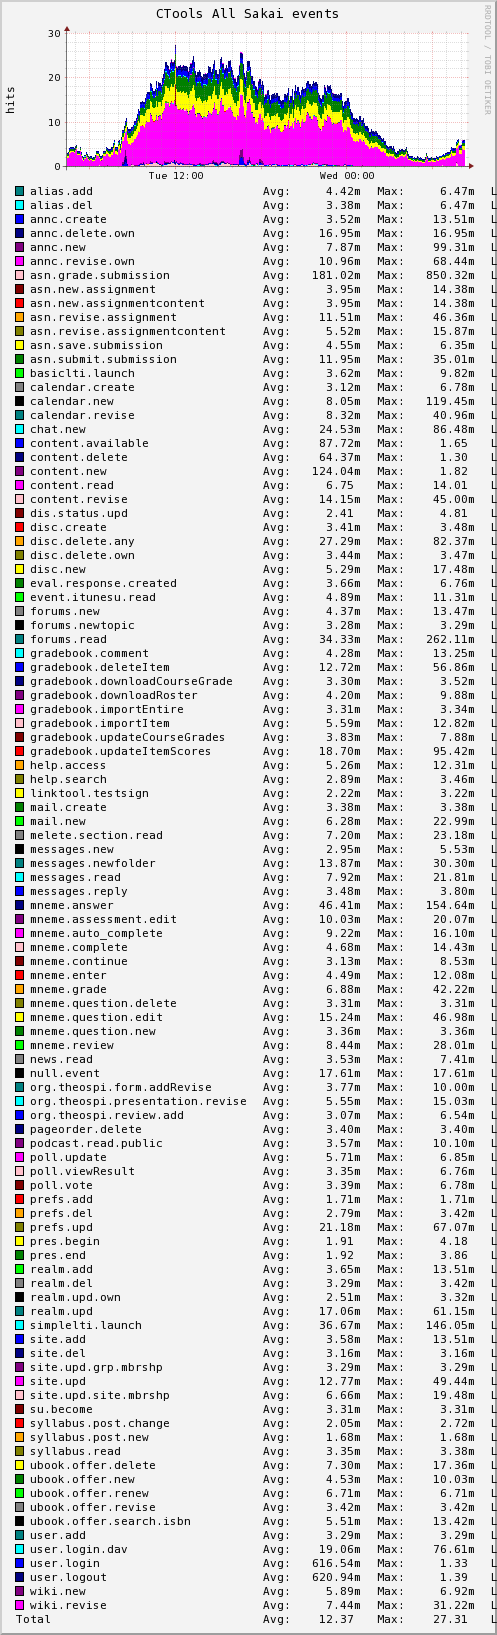 CTools All Sakai events
RRDTOOL / TOBI OETIKER
hits
30
20
10
0
Tue 12:00 Wed 00:00
alias.add Avg: 4.42m Max: 6.47m L
alias.del Avg: 3.38m Max: 6.47m L
annc.create Avg: 3.52m Max: 13.51m L
annc.delete.own Avg: 16.95m Max: 16.95m L
annc.new Avg: 7.87m Max: 99.31m L
annc.revise.own Avg: 10.96m Max: 68.44m L
asn.grade.submission Avg: 181.02m Max: 850.32m L
asn.new.assignment Avg: 3.95m Max: 14.38m L
asn.new.assignmentcontent Avg: 3.95m Max: 14.38m L
asn.revise.assignment Avg: 11.51m Max: 46.36m L
asn.revise.assignmentcontent Avg: 5.52m Max: 15.87m L
asn.save.submission Avg: 4.55m Max: 6.35m L
asn.submit.submission Avg: 11.95m Max: 35.01m L
basiclti.launch Avg: 3.62m Max: 9.82m L
calendar.create Avg: 3.12m Max: 6.78m L
calendar.new Avg: 8.05m Max: 119.45m L
calendar.revise Avg: 8.32m Max: 40.96m L
chat.new Avg: 24.53m Max: 86.48m L
content.available Avg: 87.72m Max: 1.65 L
content.delete Avg: 64.37m Max: 1.30 L
content.new Avg: 124.04m Max: 1.82 L
content.read Avg: 6.75 Max: 14.01 L
content.revise Avg: 14.15m Max: 45.00m L
dis.status.upd Avg: 2.41 Max: 4.81 L
disc.create Avg: 3.41m Max: 3.48m L
disc.delete.any Avg: 27.29m Max: 82.37m L
disc.delete.own Avg: 3.44m Max: 3.47m L
disc.new Avg: 5.29m Max: 17.48m L
eval.response.created Avg: 3.66m Max: 6.76m L
event.itunesu.read Avg: 4.89m Max: 11.31m L
forums.new Avg: 4.37m Max: 13.47m L
forums.newtopic Avg: 3.28m Max: 3.29m L
forums.read Avg: 34.33m Max: 262.11m L
gradebook.comment Avg: 4.28m Max: 13.25m L
gradebook.deleteItem Avg: 12.72m Max: 56.86m L
gradebook.downloadCourseGrade Avg: 3.30m Max: 3.52m L
gradebook.downloadRoster Avg: 4.20m Max: 9.88m L
gradebook.importEntire Avg: 3.31m Max: 3.34m L
gradebook.importItem Avg: 5.59m Max: 12.82m L
gradebook.updateCourseGrades Avg: 3.83m Max: 7.88m L
gradebook.updateItemScores Avg: 18.70m Max: 95.42m L
help.access Avg: 5.26m Max: 12.31m L
help.search Avg: 2.89m Max: 3.46m L
linktool.testsign Avg: 2.22m Max: 3.22m L
mail.create Avg: 3.38m Max: 3.38m L
mail.new Avg: 6.28m Max: 22.99m L
melete.section.read Avg: 7.20m Max: 23.18m L
messages.new Avg: 2.95m Max: 5.53m L
messages.newfolder Avg: 13.87m Max: 30.30m L
messages.read Avg: 7.92m Max: 21.81m L
messages.reply Avg: 3.48m Max: 3.80m L
mneme.answer Avg: 46.41m Max: 154.64m L
mneme.assessment.edit Avg: 10.03m Max: 20.07m L
mneme.auto_complete Avg: 9.22m Max: 16.10m L
mneme.complete Avg: 4.68m Max: 14.43m L
mneme.continue Avg: 3.13m Max: 8.53m L
mneme.enter Avg: 4.49m Max: 12.08m L
mneme.grade Avg: 6.88m Max: 42.22m L
mneme.question.delete Avg: 3.31m Max: 3.31m L
mneme.question.edit Avg: 15.24m Max: 46.98m L
mneme.question.new Avg: 3.36m Max: 3.36m L
mneme.review Avg: 8.44m Max: 28.01m L
news.read Avg: 3.53m Max: 7.41m L
null.event Avg: 17.61m Max: 17.61m L
org.theospi.form.addRevise Avg: 3.77m Max: 10.00m L
org.theospi.presentation.revise Avg: 5.55m Max: 15.03m L
org.theospi.review.add Avg: 3.07m Max: 6.54m L
pageorder.delete Avg: 3.40m Max: 3.40m L
podcast.read.public Avg: 3.57m Max: 10.10m L
poll.update Avg: 5.71m Max: 6.85m L
poll.viewResult Avg: 3.35m Max: 6.76m L
poll.vote Avg: 3.39m Max: 6.78m L
prefs.add Avg: 1.71m Max: 1.71m L
prefs.del Avg: 2.79m Max: 3.42m L
prefs.upd Avg: 21.18m Max: 67.07m L
pres.begin Avg: 1.91 Max: 4.18 L
pres.end Avg: 1.92 Max: 3.86 L
realm.add Avg: 3.65m Max: 13.51m L
realm.del Avg: 3.29m Max: 3.42m L
realm.upd.own Avg: 2.51m Max: 3.32m L
realm.upd Avg: 17.06m Max: 61.15m L
simplelti.launch Avg: 36.67m Max: 146.05m L
site.add Avg: 3.58m Max: 13.51m L
site.del Avg: 3.16m Max: 3.16m L
site.upd.grp.mbrshp Avg: 3.29m Max: 3.29m L
site.upd Avg: 12.77m Max: 49.44m L
site.upd.site.mbrshp Avg: 6.66m Max: 19.48m L
su.become Avg: 3.31m Max: 3.31m L
syllabus.post.change Avg: 2.05m Max: 2.72m L
syllabus.post.new Avg: 1.68m Max: 1.68m L
syllabus.read Avg: 3.35m Max: 3.38m L
ubook.offer.delete Avg: 7.30m Max: 17.36m L
ubook.offer.new Avg: 4.53m Max: 10.03m L
ubook.offer.renew Avg: 6.71m Max: 6.71m L
ubook.offer.revise Avg: 3.42m Max: 3.42m L
ubook.offer.search.isbn Avg: 5.51m Max: 13.42m L
user.add Avg: 3.29m Max: 3.29m L
user.login.dav Avg: 19.06m Max: 76.61m L
user.login Avg: 616.54m Max: 1.33 L
user.logout Avg: 620.94m Max: 1.39 L
wiki.new Avg: 5.89m Max: 6.92m L
wiki.revise Avg: 7.44m Max: 31.22m L
Total Avg: 12.37 Max: 27.31 L